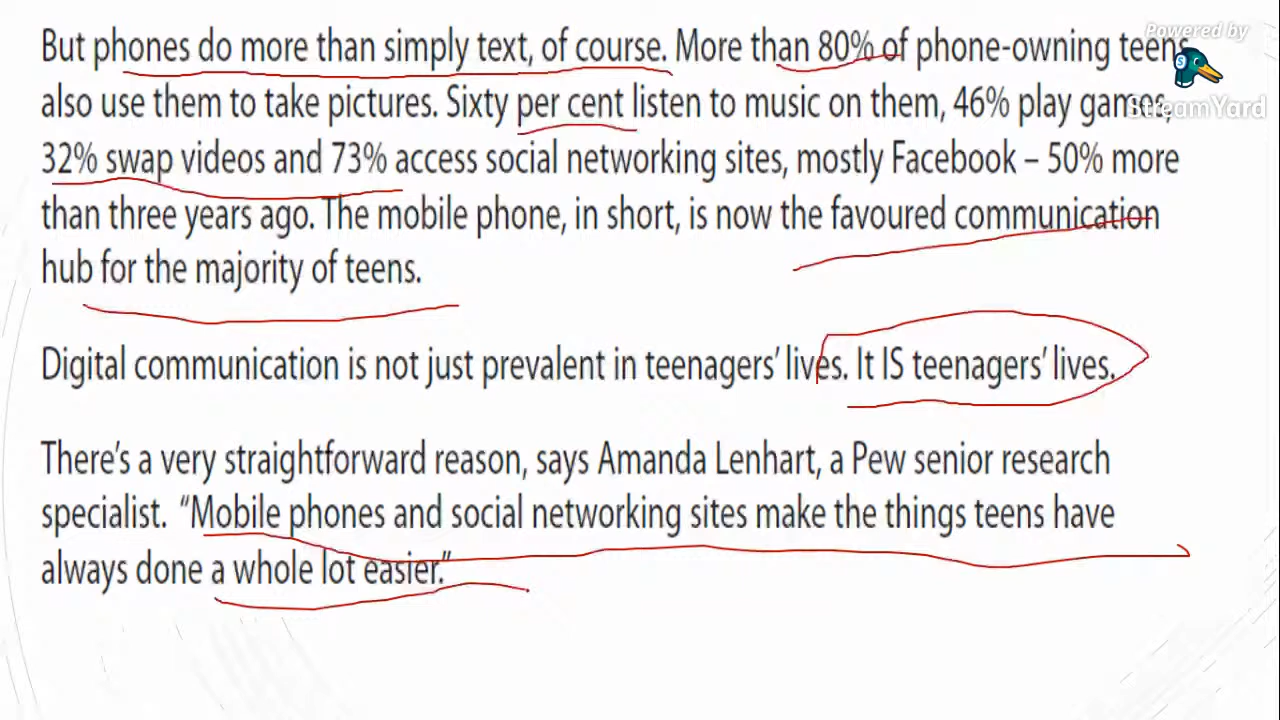 But phones do more than simply text, of course. More than 80% of phone-owning teens
also use them to take pictures. Sixty per cent listen to music on them, 46% play games,
32% swap videos and 73% access social networking sites, mostly Facebook – 50% more
than three years ago. The mobile phone, in short, is now the favoured communication
hub for the majority of teens.
Digital communication is not just prevalent in teenagers’ lives. It IS teenagers’ lives.
There’s a very straightforward reason, says Amanda Lenhart, a Pew senior research
specialist. “Mobile phones and social networking sites make the things teens have
always done a whole lot easier.”
Powered by
StreamYard